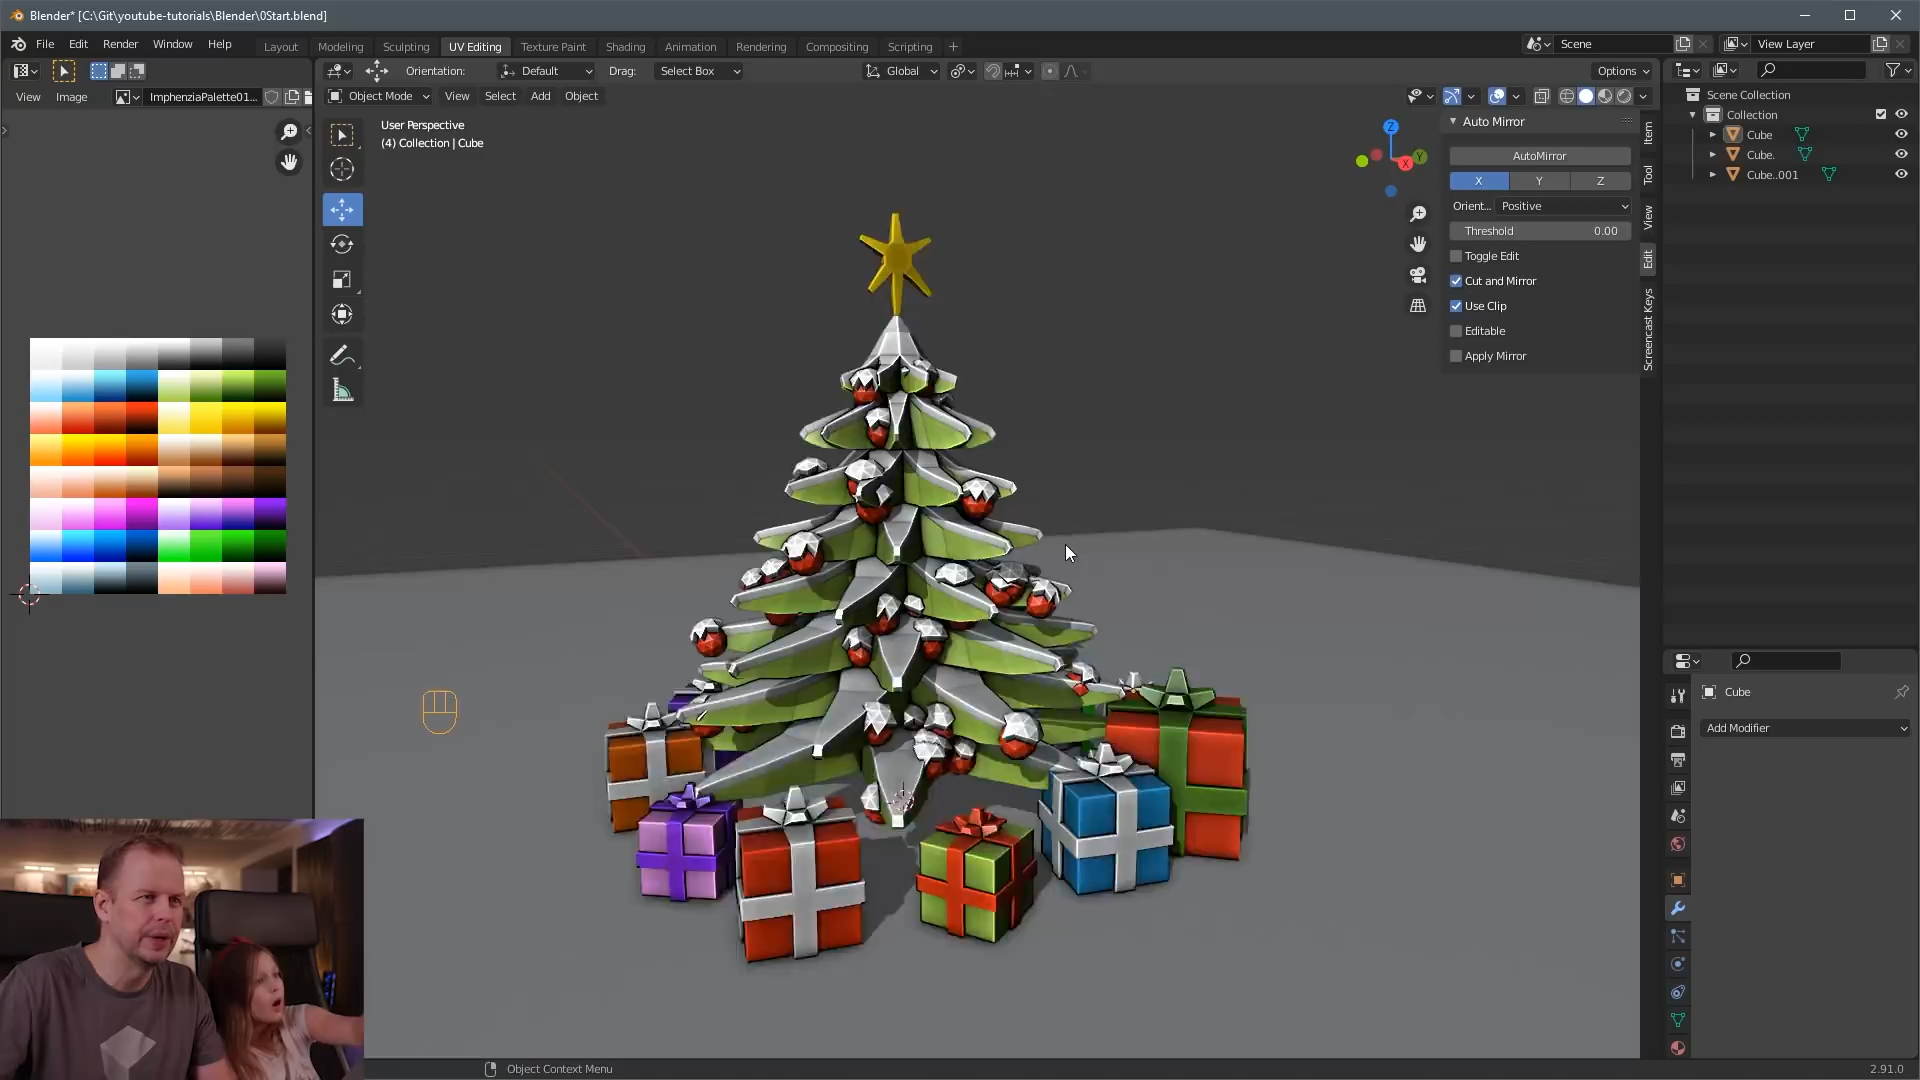 Blender* [C:\Git\youtube-tutorials\Blender\0Start.blend]
File Edit Render Window Help
Layout Modeling Sculpting UV Editing Texture Paint Shading Animation Rendering Compositing Scripting +
Scene
View Layer
Orientation: Default Drag: Select Box
Global
Options
View Image
ImphenziaPalette01...
Object Mode View Select Add Object
User Perspective
(4) Collection | Cube
Z
Y
X
Auto Mirror
AutoMirror
X Y Z
Orient... Positive
Threshold 0.00
Toggle Edit
Cut and Mirror
Use Clip
Editable
Apply Mirror
Item
Tool
View
Edit
Screencast Keys
Scene Collection
Collection
Cube
Cube.
Cube..001
Cube
Add Modifier
Object Context Menu
2.91.0